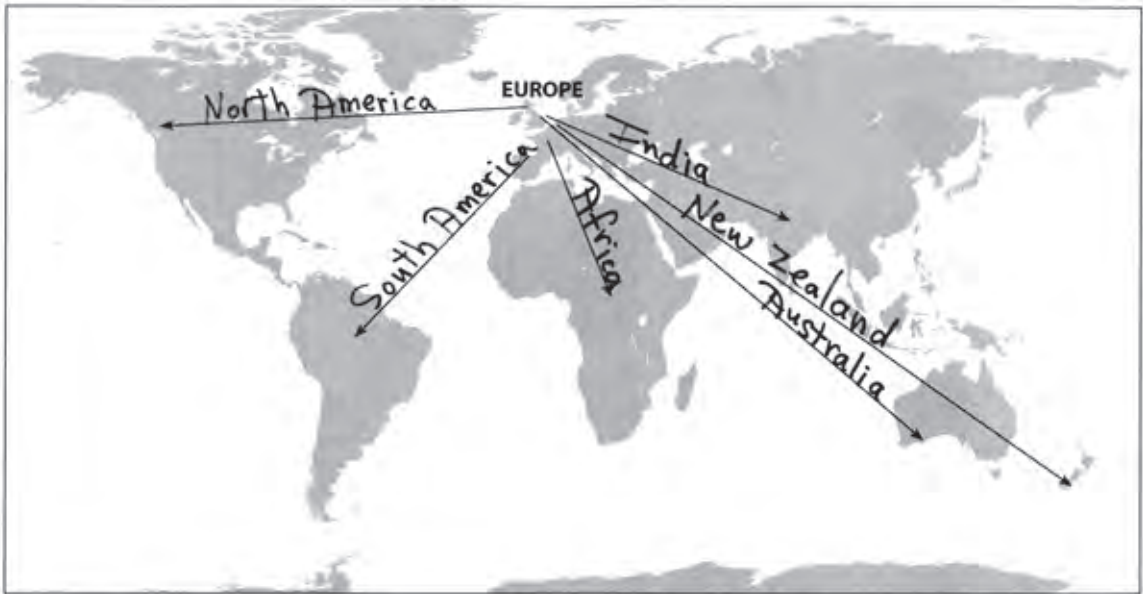 EUROPE
North America
South America
Africa
India
New Zealand
Australia